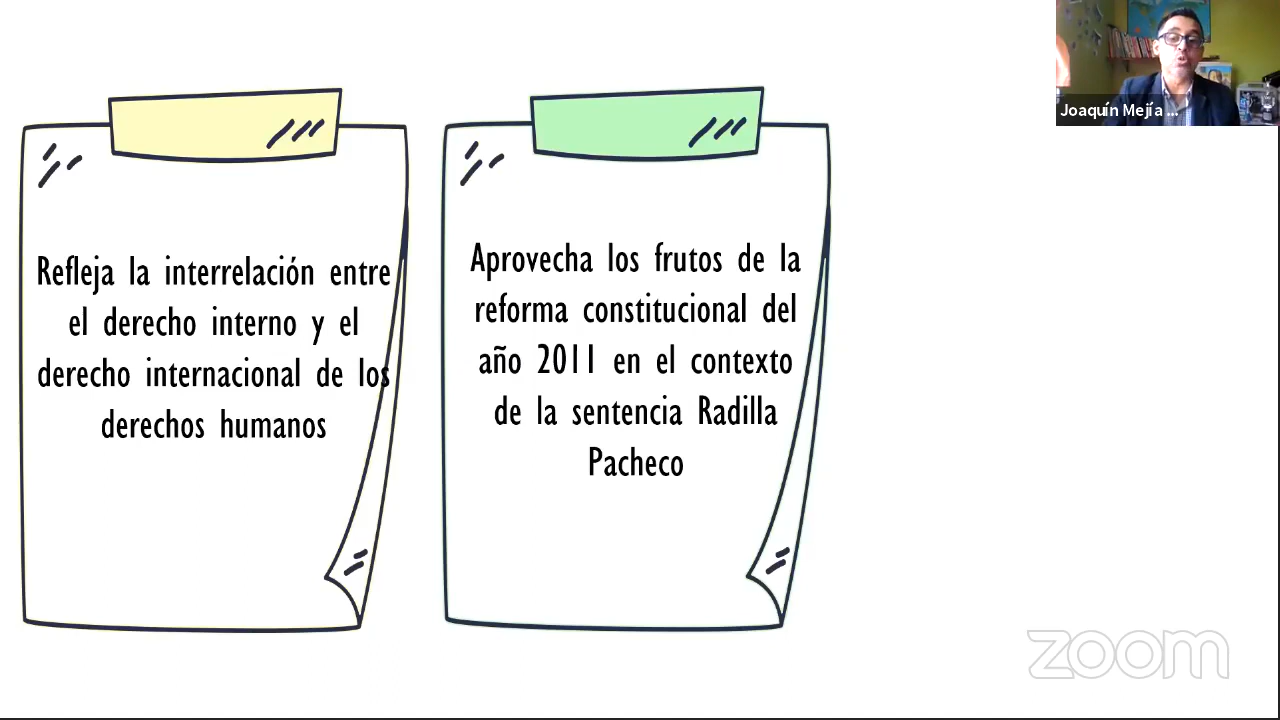 Refleja la interrelación entre
el derecho interno y el
derecho internacional de los
derechos humanos
Aprovecha los frutos de la
reforma constitucional del
año 2011 en el contexto
de la sentencia Radilla
Pacheco
Joaquín Mejía ...
zoom